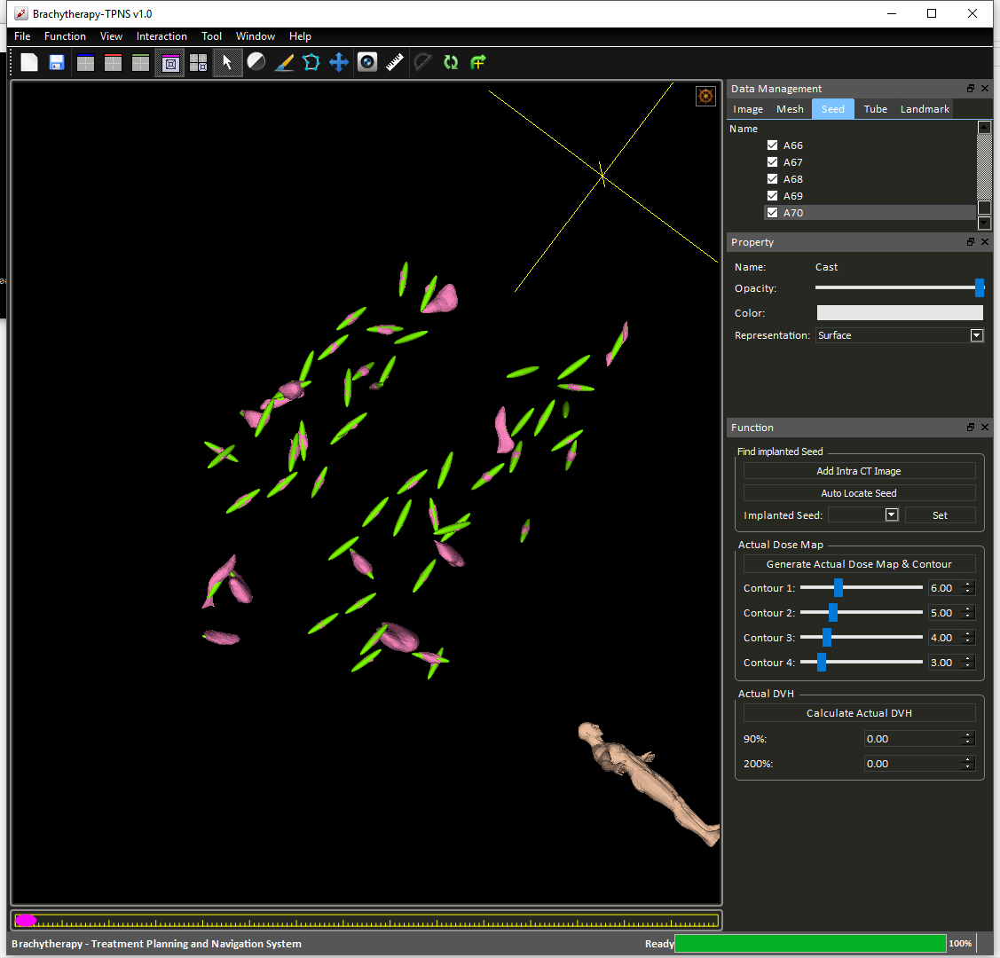 Brachytherapy-TPNS v1.0
File Function View Interaction Tool Window Help
Data Management
Image Mesh Seed Tube Landmark
Name
A66
A67
A68
A69
A70
Property
Name: Cast
Opacity:
Color:
Representation: Surface
Function
Find implanted Seed
Add Intra CT Image
Auto Locate Seed
Implanted Seed: Set
Actual Dose Map
Generate Actual Dose Map & Contour
Contour 1: 6.00
Contour 2: 5.00
Contour 3: 4.00
Contour 4: 3.00
Actual DVH
Calculate Actual DVH
90%: 0.00
200%: 0.00
Brachytherapy - Treatment Planning and Navigation System
Ready 100%